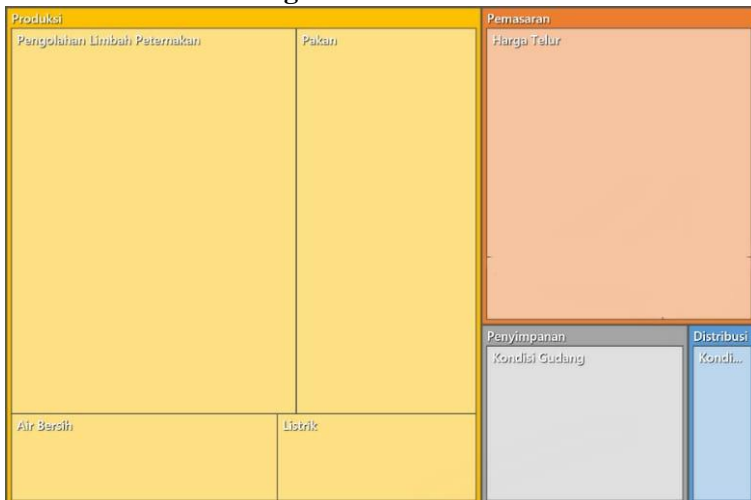 Produksi
Pengolahan Limbah Peternakan
Pakan
Air Bersih
Listrik
Pemasaran
Harga Telur
Penyimpanan
Kondisi Gudang
Distribusi
Kondi...